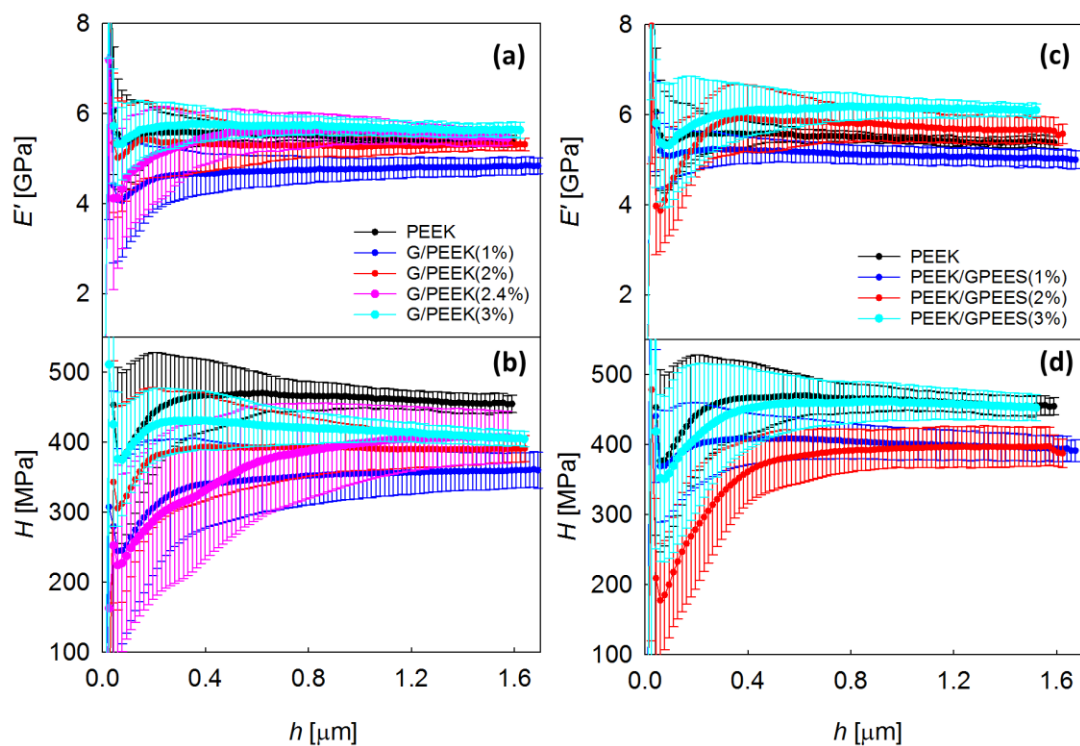 8
(a)
6
E' [GPa]
4
PEEK
G/PEEK(1%)
G/PEEK(2%)
G/PEEK(2.4%)
G/PEEK(3%)
2
(b)
500
400
H [MPa]
300
200
100
0.0 0.4 0.8 1.2 1.6
h [μm]
8
(c)
6
E' [GPa]
4
PEEK
PEEK/GPEES(1%)
PEEK/GPEES(2%)
PEEK/GPEES(3%)
2
(d)
500
400
H [MPa]
300
200
100
0.0 0.4 0.8 1.2 1.6
h [μm]